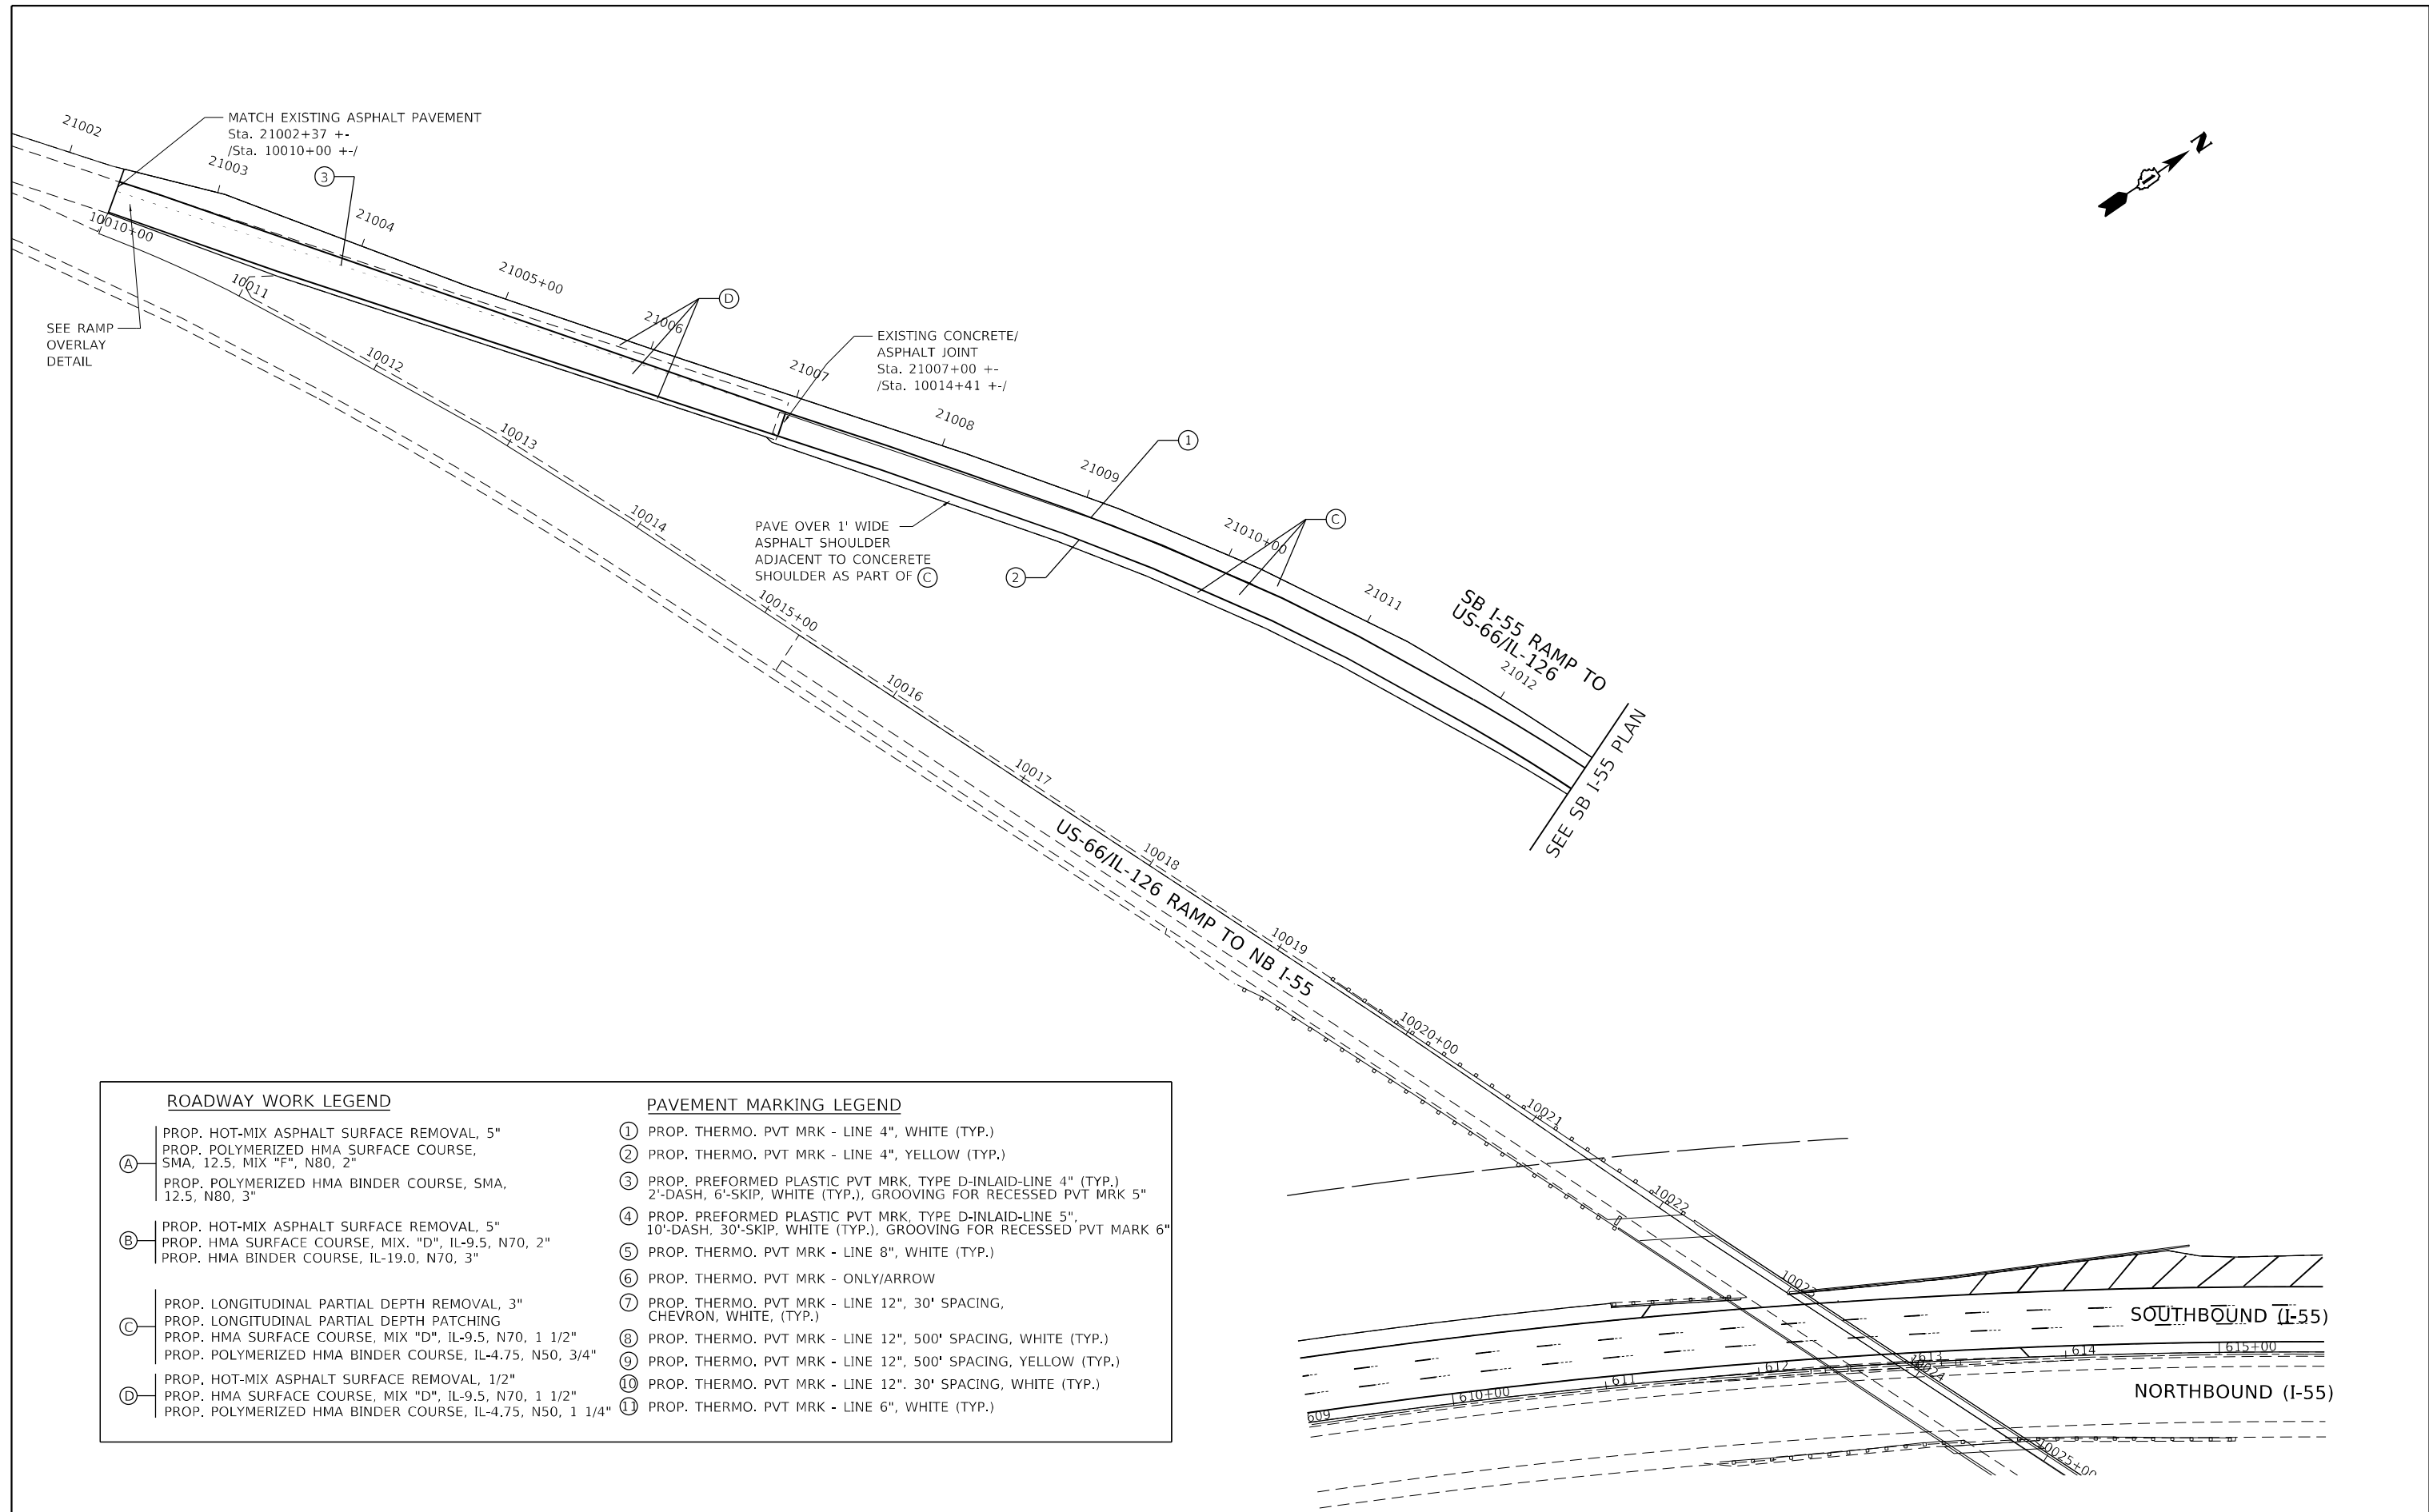 21002
MATCH EXISTING ASPHALT PAVEMENT
Sta. 21002+37 +-
/Sta. 10010+00 +-/
21003
3
21004
10010+00
21005+00
10011
D
21006
SEE RAMP
OVERLAY
DETAIL
EXISTING CONCRETE/
ASPHALT JOINT
Sta. 21007+00 +-
/Sta. 10014+41 +-/
10012
21007
21008
10013
1
21009
10014
PAVE OVER 1' WIDE
ASPHALT SHOULDER
ADJACENT TO CONCERETE
SHOULDER AS PART OF C
2
C
21010+00
10015+00
21011
SB I-55 RAMP TO
US-66/IL-126
21012
10016
SEE SB I-55 PLAN
10017
US-66/IL-126 RAMP TO NB I-55
10018
10019
10020+00
10021
10022
10023
N
ROADWAY WORK LEGEND
A
PROP. HOT-MIX ASPHALT SURFACE REMOVAL, 5"
PROP. POLYMERIZED HMA SURFACE COURSE,
SMA, 12.5, MIX "F", N80, 2"
PROP. POLYMERIZED HMA BINDER COURSE, SMA,
12.5, N80, 3"
B
PROP. HOT-MIX ASPHALT SURFACE REMOVAL, 5"
PROP. HMA SURFACE COURSE, MIX. "D", IL-9.5, N70, 2"
PROP. HMA BINDER COURSE, IL-19.0, N70, 3"
C
PROP. LONGITUDINAL PARTIAL DEPTH REMOVAL, 3"
PROP. LONGITUDINAL PARTIAL DEPTH PATCHING
PROP. HMA SURFACE COURSE, MIX "D", IL-9.5, N70, 1 1/2"
PROP. POLYMERIZED HMA BINDER COURSE, IL-4.75, N50, 3/4"
D
PROP. HOT-MIX ASPHALT SURFACE REMOVAL, 1/2"
PROP. HMA SURFACE COURSE, MIX "D", IL-9.5, N70, 1 1/2"
PROP. POLYMERIZED HMA BINDER COURSE, IL-4.75, N50, 1 1/4"
PAVEMENT MARKING LEGEND
1 PROP. THERMO. PVT MRK - LINE 4", WHITE (TYP.)
2 PROP. THERMO. PVT MRK - LINE 4", YELLOW (TYP.)
3 PROP. PREFORMED PLASTIC PVT MRK, TYPE D-INLAID-LINE 4" (TYP.)
2'-DASH, 6'-SKIP, WHITE (TYP.), GROOVING FOR RECESSED PVT MRK 5"
4 PROP. PREFORMED PLASTIC PVT MRK, TYPE D-INLAID-LINE 5",
10'-DASH, 30'-SKIP, WHITE (TYP.), GROOVING FOR RECESSED PVT MARK 6"
5 PROP. THERMO. PVT MRK - LINE 8", WHITE (TYP.)
6 PROP. THERMO. PVT MRK - ONLY/ARROW
7 PROP. THERMO. PVT MRK - LINE 12", 30' SPACING,
CHEVRON, WHITE, (TYP.)
8 PROP. THERMO. PVT MRK - LINE 12", 500' SPACING, WHITE (TYP.)
9 PROP. THERMO. PVT MRK - LINE 12", 500' SPACING, YELLOW (TYP.)
10 PROP. THERMO. PVT MRK - LINE 12". 30' SPACING, WHITE (TYP.)
11 PROP. THERMO. PVT MRK - LINE 6", WHITE (TYP.)
SOUTHBOUND (I-55)
609
610+00
611
612
613
614
615+00
NORTHBOUND (I-55)
10025+00